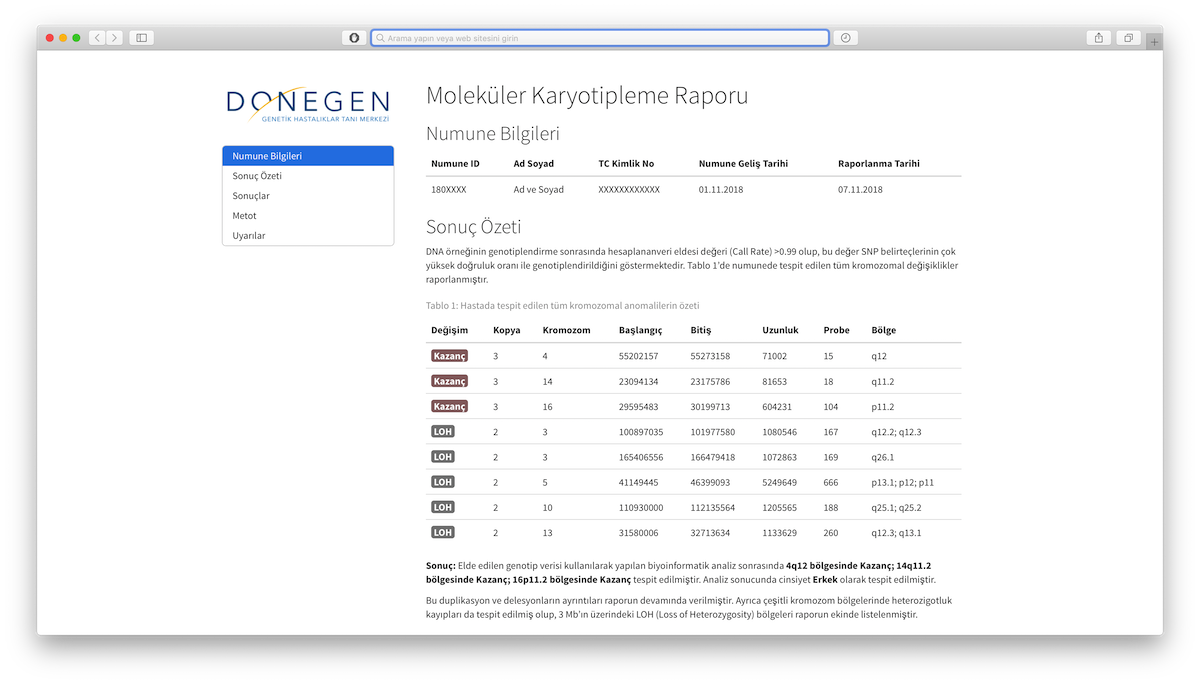 Arama yapın veya web sitesini girin
DONEGEN
GENETİK HASTALIKLAR TANI MERKEZİ
Numune Bilgileri
Sonuç Özeti
Sonuçlar
Metot
Uyarılar
Moleküler Karyotipleme Raporu
Numune Bilgileri
Numune ID Ad Soyad TC Kimlik No Numune Geliş Tarihi Raporlanma Tarihi
180XXXX Ad ve Soyad XXXXXXXXXXXX 01.11.2018 07.11.2018
Sonuç Özeti
DNA örneğinin genotiplendirme sonrasında hesaplananveri eldesi değeri (Call Rate) >0.99 olup, bu değer SNP belirteçlerinin çok
yüksek doğruluk oranı ile genotiplendirildiğini göstermektedir. Tablo 1'de numunede tespit edilen tüm kromozomal değişiklikler
raporlanmıştır.
Tablo 1: Hastada tespit edilen tüm kromozomal anomalilerin özeti
Değişim Kopya Kromozom Başlangıç Bitiş Uzunluk Probe Bölge
Kazanç 3 4 55202157 55273158 71002 15 q12
Kazanç 3 14 23094134 23175786 81653 18 q11.2
Kazanç 3 16 29595483 30199713 604231 104 p11.2
LOH 2 3 100897035 101977580 1080546 167 q12.2; q12.3
LOH 2 3 165406556 166479418 1072863 169 q26.1
LOH 2 5 41149445 46399093 5249649 666 p13.1; p12; p11
LOH 2 10 110930000 112135564 1205565 188 q25.1; q25.2
LOH 2 13 31580006 32713634 1133629 260 q12.3; q13.1
Sonuç: Elde edilen genotip verisi kullanılarak yapılan biyoinformatik analiz sonrasında 4q12 bölgesinde Kazanç; 14q11.2
bölgesinde Kazanç; 16p11.2 bölgesinde Kazanç tespit edilmiştir. Analiz sonucunda cinsiyet Erkek olarak tespit edilmiştir.
Bu duplikasyon ve delesyonların ayrıntıları raporun devamında verilmiştir. Ayrıca çeşitli kromozom bölgelerinde heterozigotluk
kayıpları da tespit edilmiş olup, 3 Mb'ın üzerindeki LOH (Loss of Heterozygosity) bölgeleri raporun ekinde listelenmiştir.